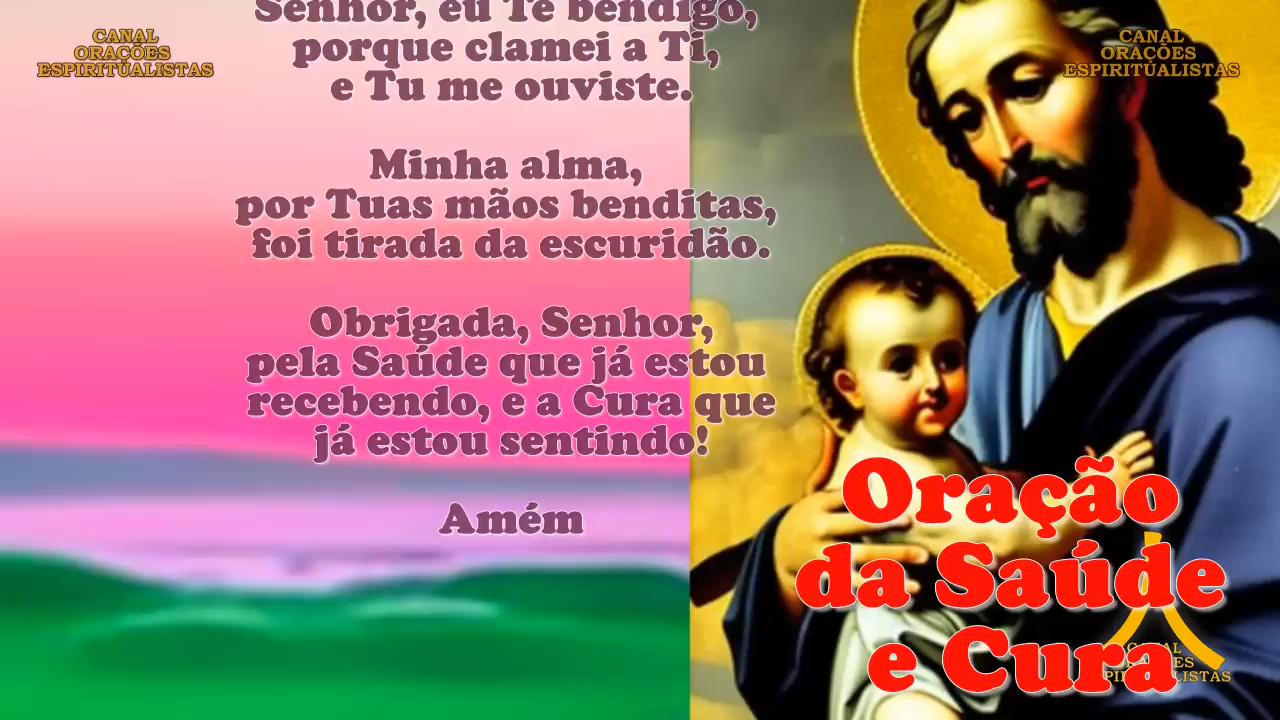 CANAL
ORAÇÕES
ESPIRITUALISTAS
Senhor, eu Te bendigo,
porque clamei a Ti,
e Tu me ouviste.
Minha alma,
por Tuas mãos benditas,
foi tirada da escuridão.
Obrigada, Senhor,
pela Saúde que já estou
recebendo, e a Cura que
já estou sentindo!
Amém
CANAL
ORAÇÕES
ESPIRITUALISTAS
Oração
da Saúde
e Cura